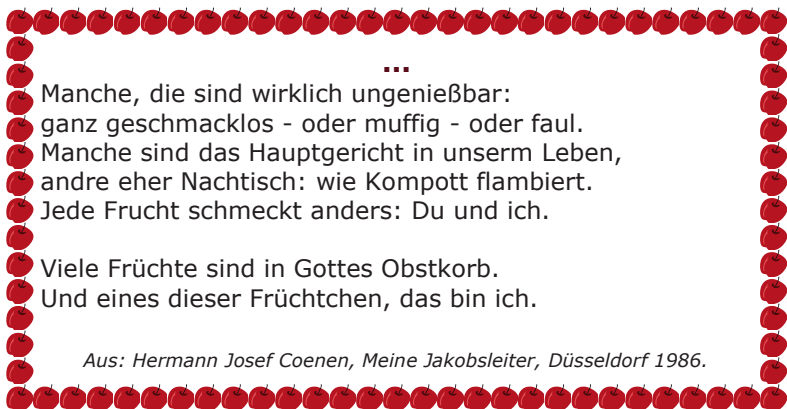 ...
Manche, die sind wirklich ungenießbar:
ganz geschmacklos - oder muffig - oder faul.
Manche sind das Hauptgericht in unserm Leben,
andre eher Nachtisch: wie Kompott flambiert.
Jede Frucht schmeckt anders: Du und ich.
Viele Früchte sind in Gottes Obstkorb.
Und eines dieser Früchtchen, das bin ich.
Aus: Hermann Josef Coenen, Meine Jakobsleiter, Düsseldorf 1986.